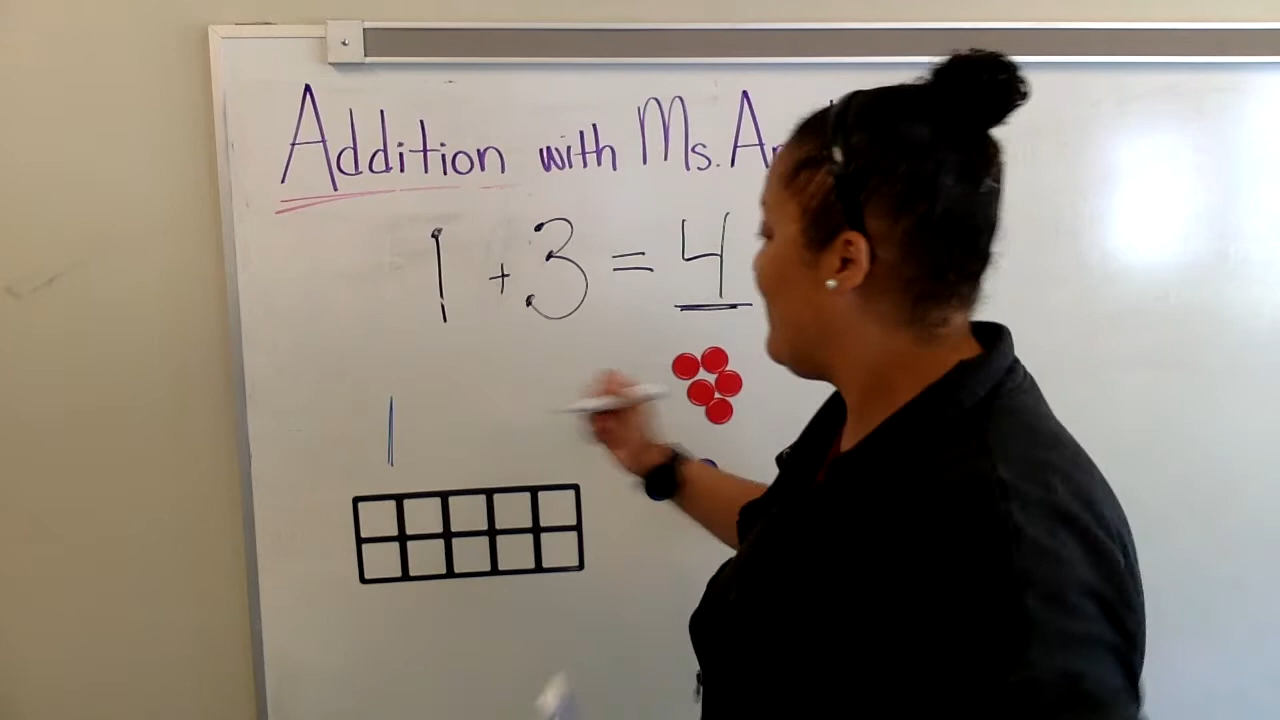 Addition with Ms.
1 + 3 = 4
1